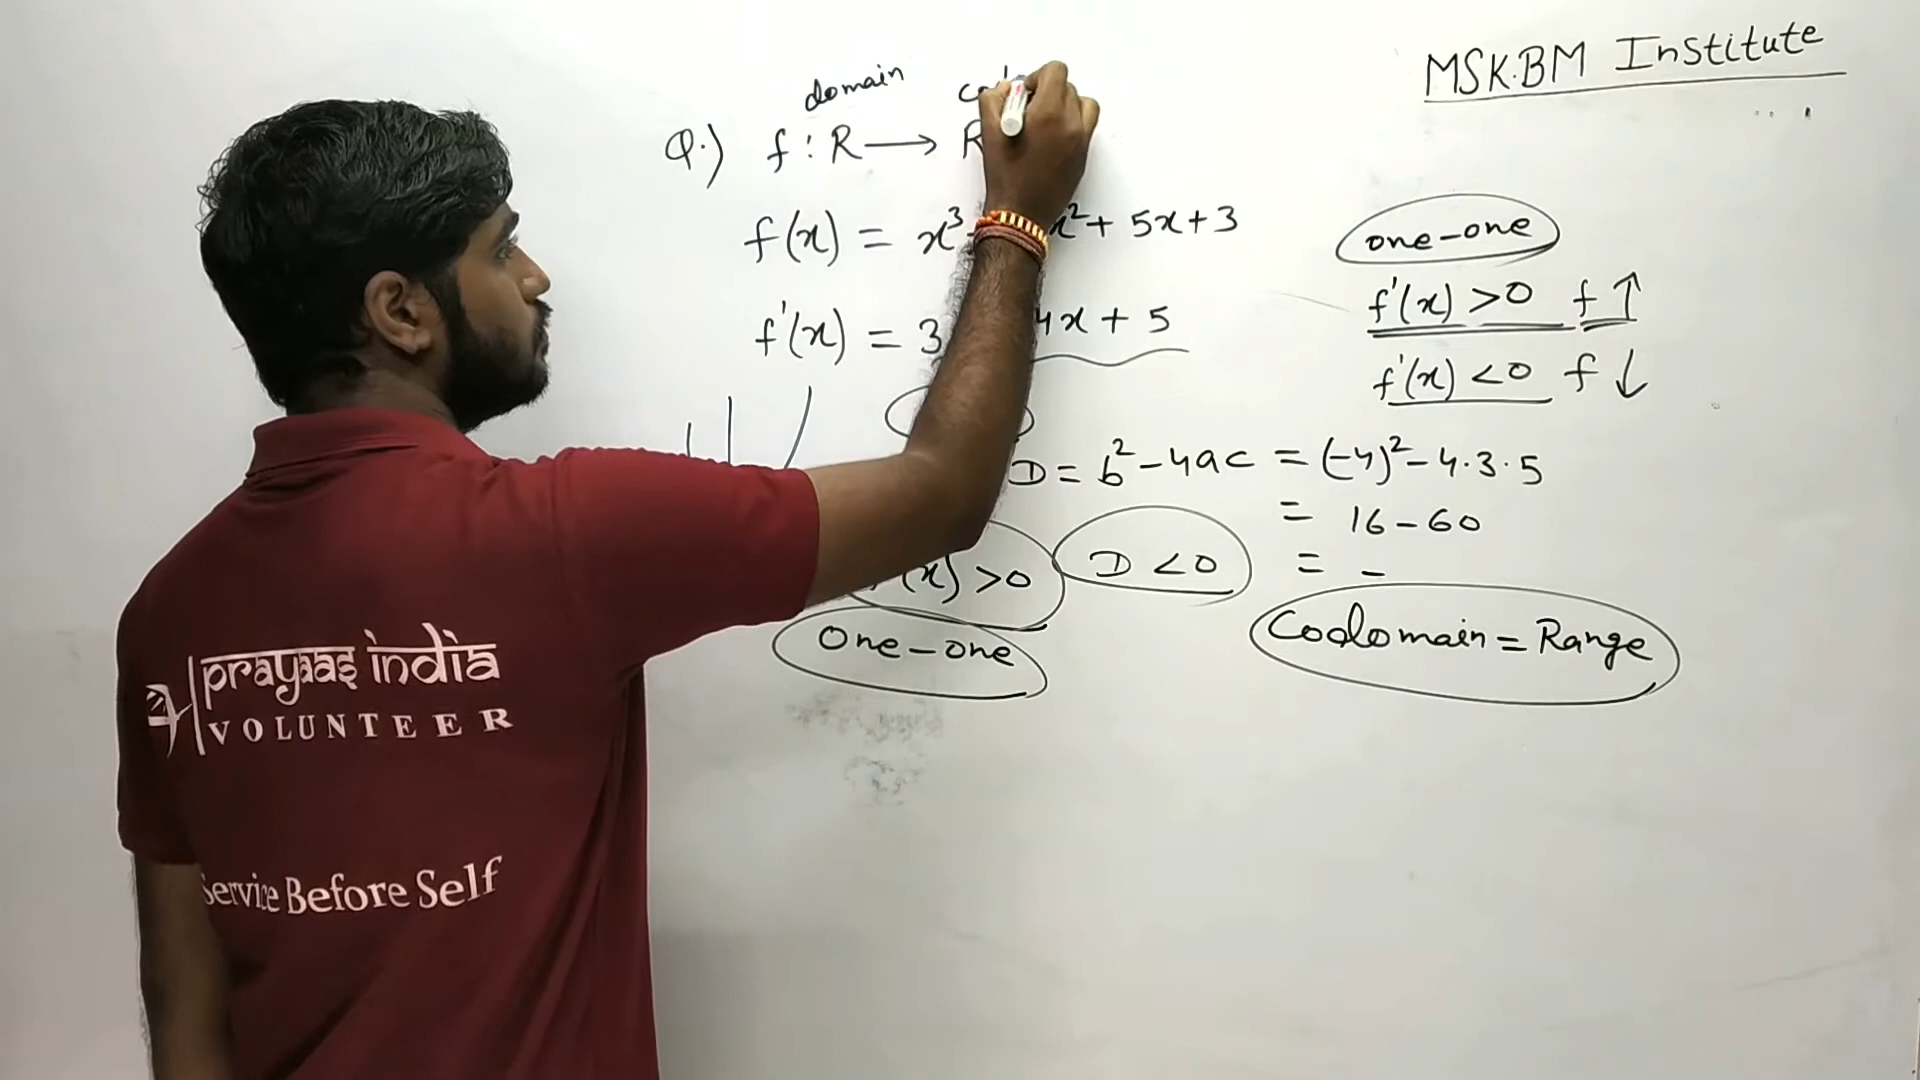 MSK.BM Institute
domain
Q.) f : R → R
f(x) = x³ x² + 5x + 3
one-one
f'(x) > 0 f ↑
f'(x) = 3 4x + 5
f'(x) < 0 f ↓
D = b² - 4ac = (-4)² - 4·3·5
= 16 - 60
(x) > 0 D < 0 = -
One-one
Codomain = Range
prayaas india
VOLUNTEER
Service Before Self